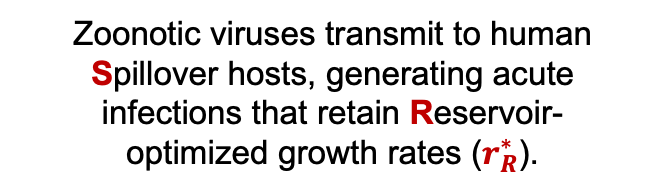 Zoonotic viruses transmit to human
Spillover hosts, generating acute
infections that retain Reservoir-
optimized growth rates (r*R).